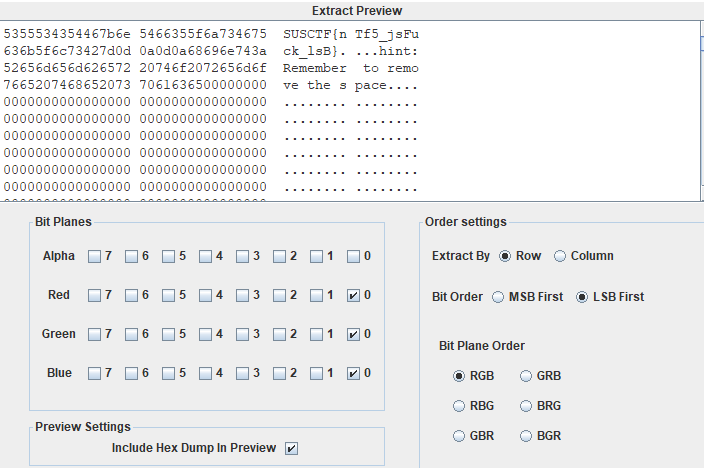 Extract Preview
5355534354467b6e 5466355f6a734675 SUSCTF{n Tf5_jsFu
636b5f6c73427d0d 0a0d0a68696e743a ck_lsB}. ...hint:
52656d656d626572 20746f2072656d6f Remember to remo
7665207468652073 7061636500000000 ve the s pace....
0000000000000000 0000000000000000 ........ ........
0000000000000000 0000000000000000 ........ ........
0000000000000000 0000000000000000 ........ ........
0000000000000000 0000000000000000 ........ ........
0000000000000000 0000000000000000 ........ ........
0000000000000000 0000000000000000 ........ ........
Bit Planes
Alpha 7 6 5 4 3 2 1 0
Red 7 6 5 4 3 2 1 0
Green 7 6 5 4 3 2 1 0
Blue 7 6 5 4 3 2 1 0
Preview Settings
Include Hex Dump In Preview
Order settings
Extract By Row Column
Bit Order MSB First LSB First
Bit Plane Order
RGB GRB
RBG BRG
GBR BGR